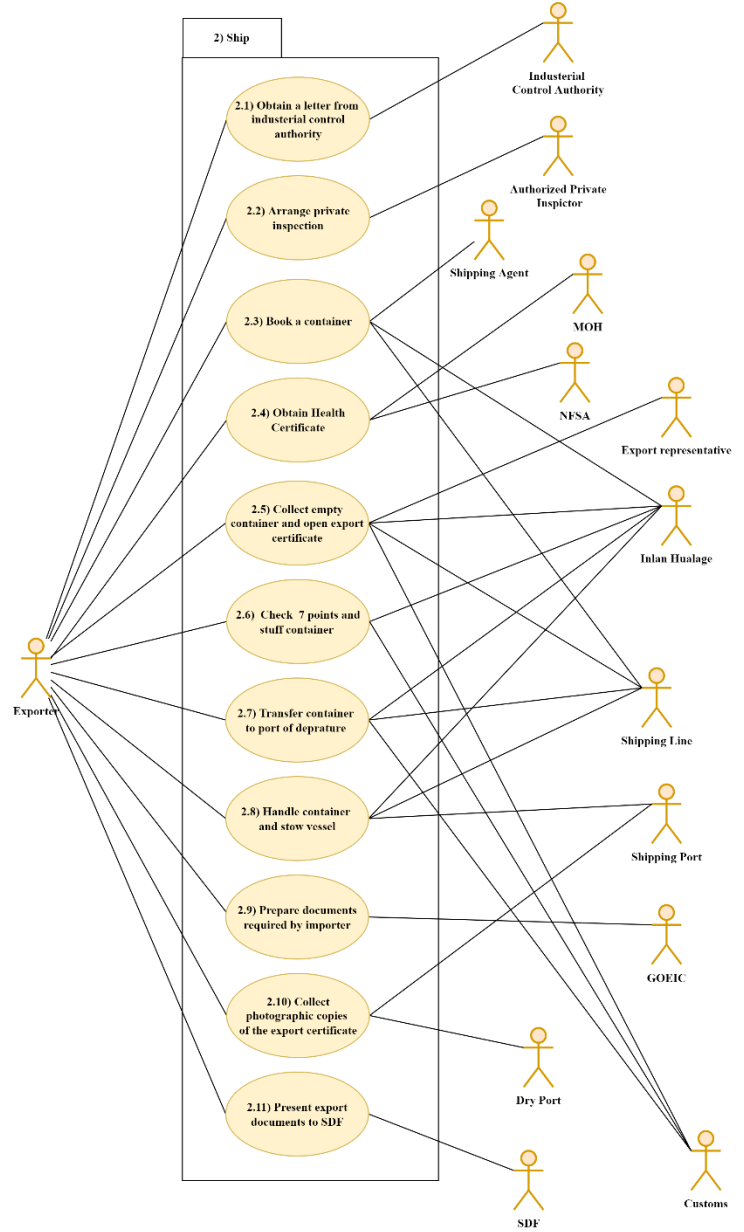 2) Ship
Industerial
Control Authority
2.1) Obtain a letter from
industerial control
authority
Authorized Private
Inspictor
2.2) Arrange private
inspection
Shipping Agent
MOH
2.3) Book a container
NFSA
2.4) Obtain Health
Certificate
Export representative
2.5) Collect empty
container and open export
certificate
Inlan Hualage
2.6)  Check  7 points and
stuff container
Exporter
2.7) Transfer container
to port of deprature
Shipping Line
2.8) Handle container
and stow vessel
Shipping Port
2.9) Prepare documents
required by importer
GOEIC
2.10) Collect
photographic copies
of the export certificate
Dry Port
2.11) Present export
documents to SDF
Customs
SDF